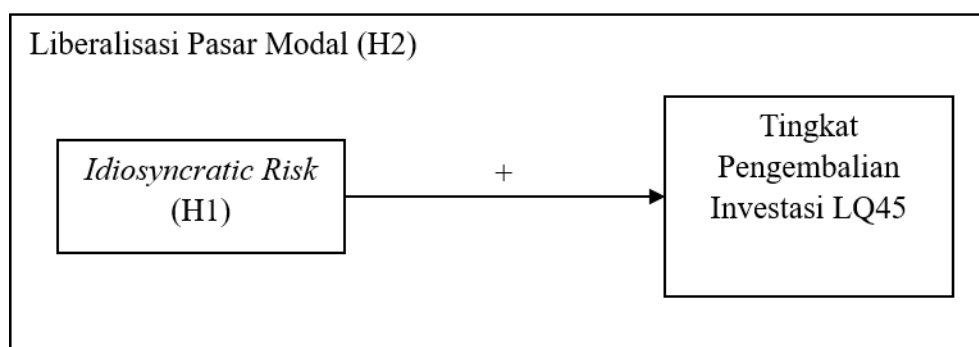 Liberalisasi Pasar Modal (H2)
Idiosyncratic Risk
(H1)
+
Tingkat
Pengembalian
Investasi LQ45